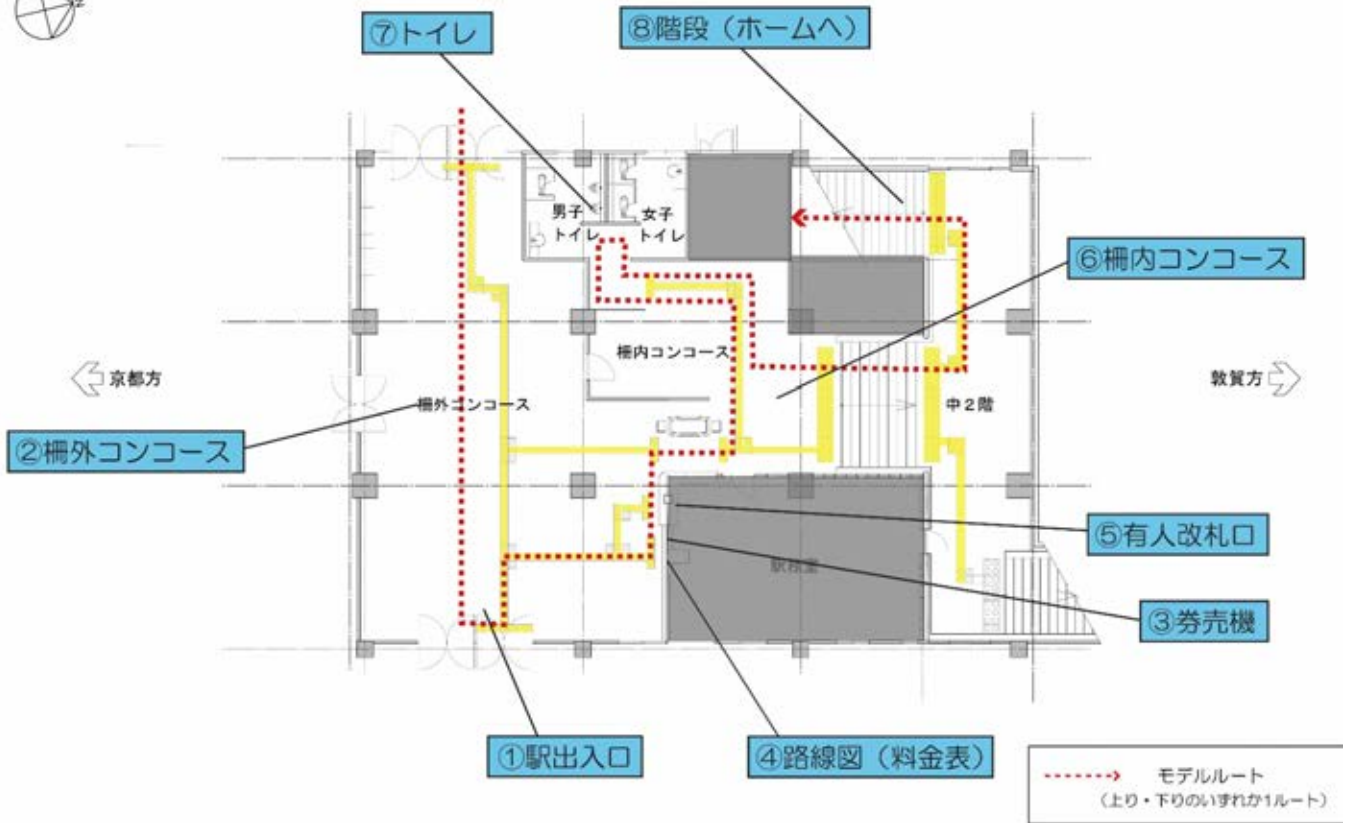 ⑦トイレ
⑧階段（ホームへ）
男子
トイレ
女子
トイレ
⑥柵内コンコース
柵内コンコース
京都方
敦賀方
柵外コンコース
中2階
②柵外コンコース
⑤有人改札口
駅務室
③券売機
①駅出入口
④路線図（料金表）
モデルルート
（上り・下りのいずれか1ルート）